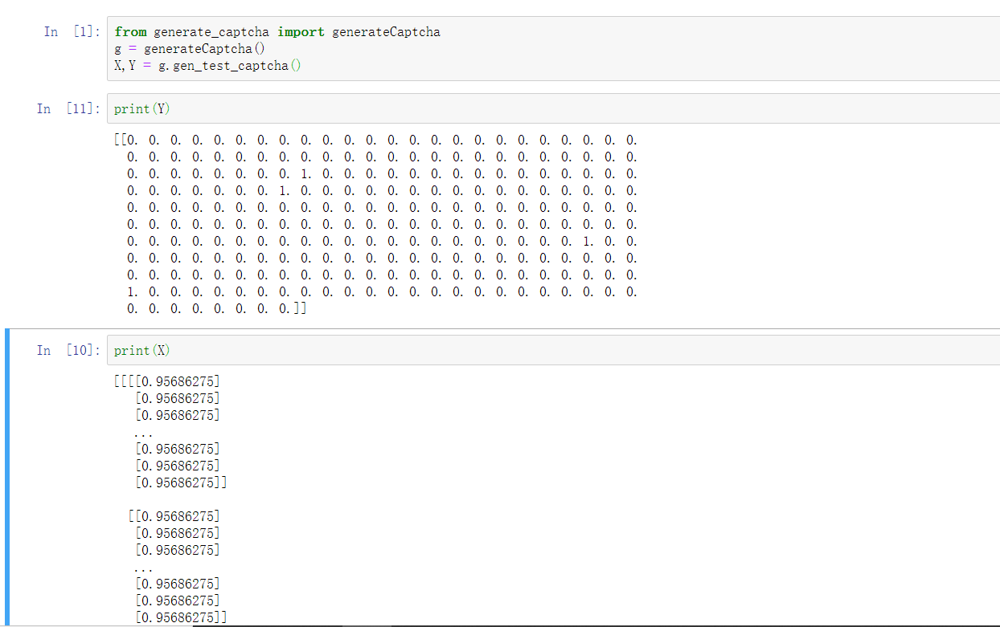 In [1]: from generate_captcha import generateCaptcha
g = generateCaptcha()
X,Y = g.gen_test_captcha()
In [11]: print(Y)
[[0. 0. 0. 0. 0. 0. 0. 0. 0. 0. 0. 0. 0. 0. 0. 0. 0. 0. 0. 0. 0. 0. 0. 0.
0. 0. 0. 0. 0. 0. 0. 0. 0. 0. 0. 0. 0. 0. 0. 0. 0. 0. 0. 0. 0. 0. 0. 0.
0. 0. 0. 0. 0. 0. 0. 0. 1. 0. 0. 0. 0. 0. 0. 0. 0. 0. 0. 0. 0. 0. 0. 0.
0. 0. 0. 0. 0. 0. 0. 1. 0. 0. 0. 0. 0. 0. 0. 0. 0. 0. 0. 0. 0. 0. 0. 0.
0. 0. 0. 0. 0. 0. 0. 0. 0. 0. 0. 0. 0. 0. 0. 0. 0. 0. 0. 0. 0. 0. 0. 0.
0. 0. 0. 0. 0. 0. 0. 0. 0. 0. 0. 0. 0. 0. 0. 0. 0. 0. 0. 0. 0. 0. 0. 0.
0. 0. 0. 0. 0. 0. 0. 0. 0. 0. 0. 0. 0. 0. 0. 0. 0. 0. 0. 0. 0. 1. 0. 0.
0. 0. 0. 0. 0. 0. 0. 0. 0. 0. 0. 0. 0. 0. 0. 0. 0. 0. 0. 0. 0. 0. 0. 0.
0. 0. 0. 0. 0. 0. 0. 0. 0. 0. 0. 0. 0. 0. 0. 0. 0. 0. 0. 0. 0. 0. 0. 0.
1. 0. 0. 0. 0. 0. 0. 0. 0. 0. 0. 0. 0. 0. 0. 0. 0. 0. 0. 0. 0. 0. 0. 0.
0. 0. 0. 0. 0. 0. 0. 0.]]
In [10]: print(X)
[[[[0.95686275]
[0.95686275]
[0.95686275]
...
[0.95686275]
[0.95686275]
[0.95686275]]
[[0.95686275]
[0.95686275]
[0.95686275]
...
[0.95686275]
[0.95686275]
[0.95686275]]